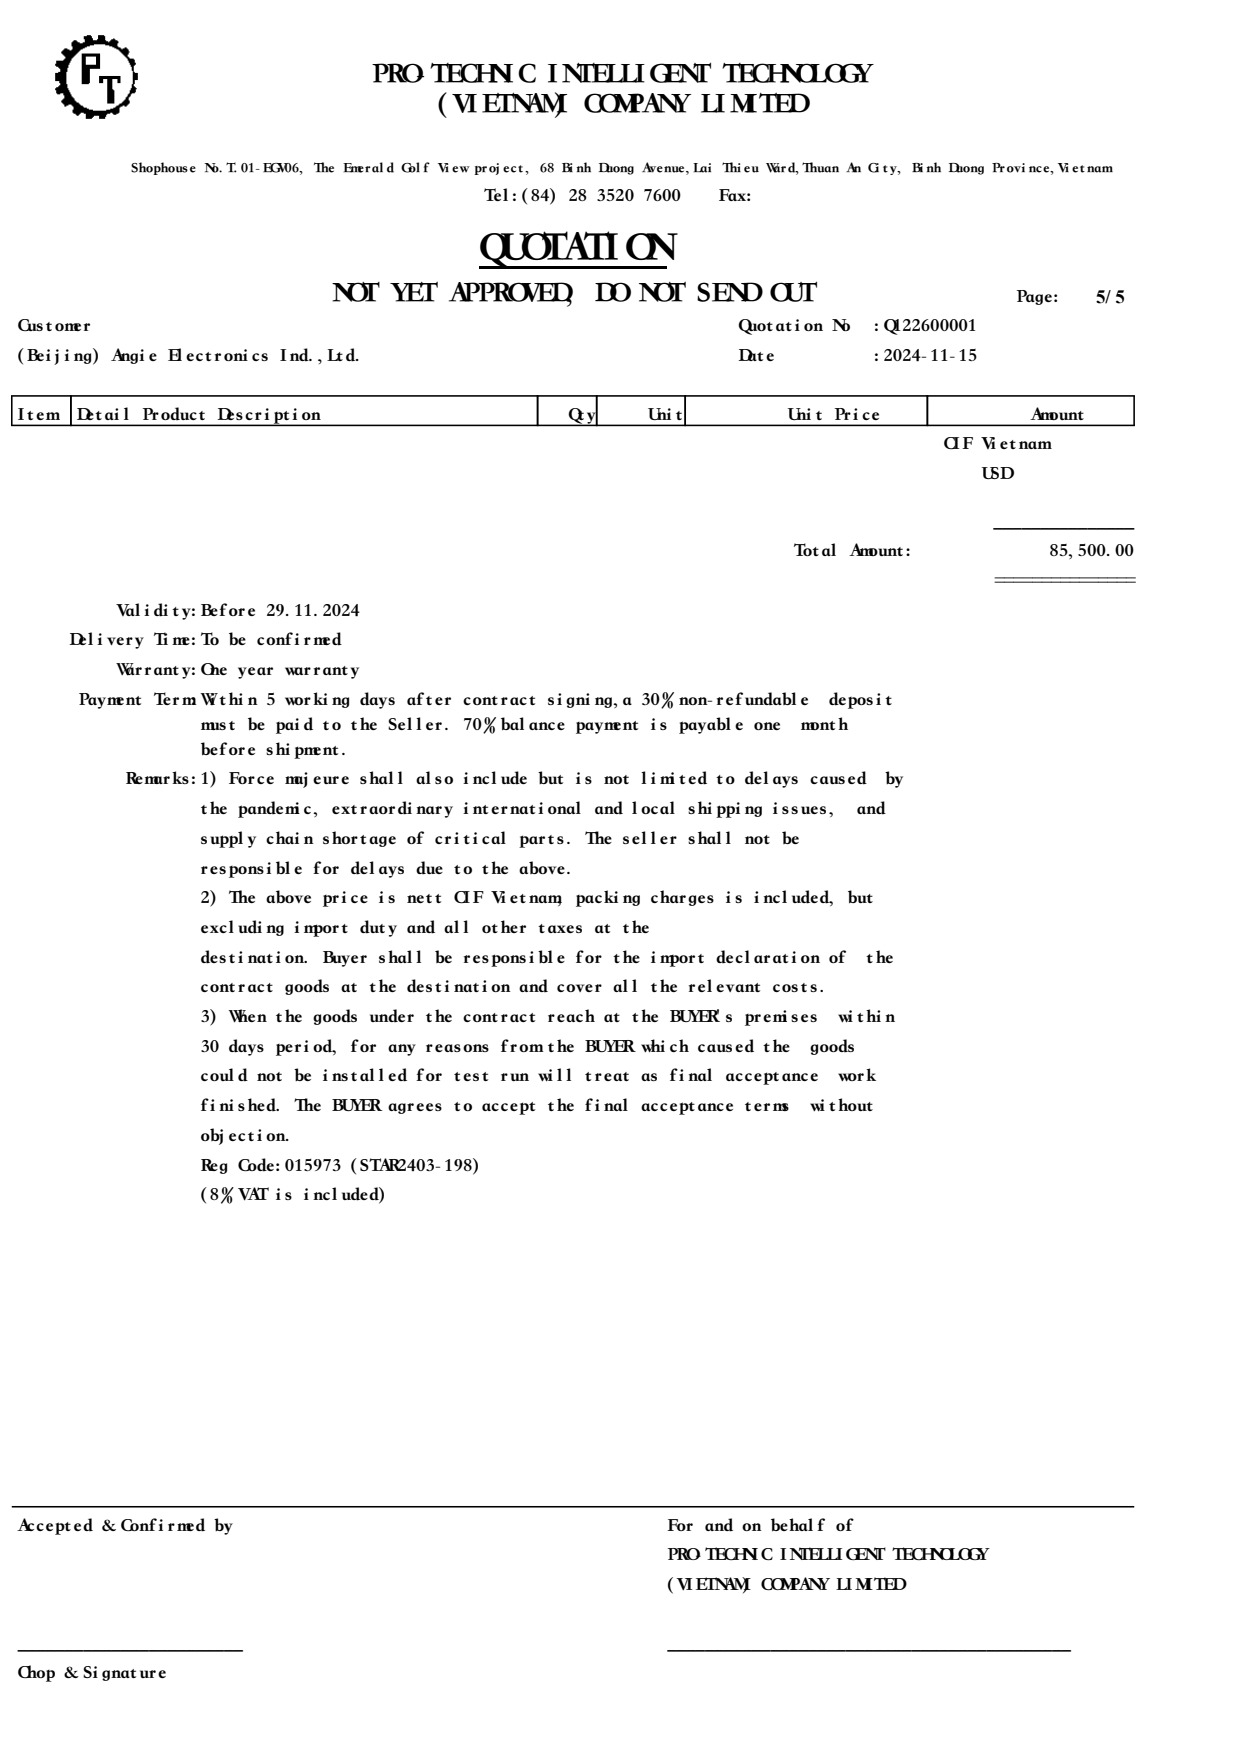 PT
PRO-TECHNIC INTELLIGENT TECHNOLOGY
(VIETNAM) COMPANY LIMITED
Shophouse No.T.01-EGV06, The Emerald Golf View project, 68 Binh Duong Avenue,Lai Thieu Ward,Thuan An City, Binh Duong Province,Vietnam
Tel:(84) 28 3520 7600 Fax:
QUOTATION
NOT YET APPROVED, DO NOT SEND OUT
Page: 5/5
Customer Quotation No :Q122600001
(Beijing) Angie Electronics Ind.,Ltd. Date :2024-11-15
Item Detail Product Description Qty Unit Unit Price Amount
CIF Vietnam
USD
Total Amount: 85,500.00
Validity:Before 29.11.2024
Delivery Time:To be confirmed
Warranty:One year warranty
Payment Term:Within 5 working days after contract signing,a 30% non-refundable deposit
must be paid to the Seller. 70% balance payment is payable one month
before shipment.
Remarks:1) Force majeure shall also include but is not limited to delays caused by
the pandemic, extraordinary international and local shipping issues, and
supply chain shortage of critical parts. The seller shall not be
responsible for delays due to the above.
2) The above price is nett CIF Vietnam, packing charges is included, but
excluding import duty and all other taxes at the
destination. Buyer shall be responsible for the import declaration of the
contract goods at the destination and cover all the relevant costs.
3) When the goods under the contract reach at the BUYER's premises within
30 days period, for any reasons from the BUYER which caused the goods
could not be installed for test run will treat as final acceptance work
finished. The BUYER agrees to accept the final acceptance terms without
objection.
Reg Code:015973 (STAR2403-198)
(8% VAT is included)
Accepted & Confirmed by For and on behalf of
PRO-TECHNIC INTELLIGENT TECHNOLOGY
(VIETNAM) COMPANY LIMITED
Chop & Signature